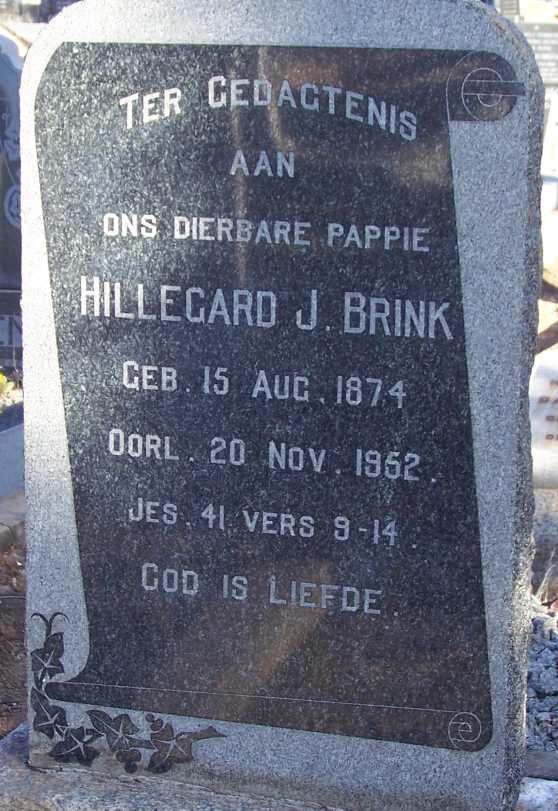 TER GEDAGTENIS
AAN
ONS DIERBARE PAPPIE
HILLEGARD J. BRINK
GEB. 15 AUG. 1874
OORL. 20 NOV. 1952.
JES. 41 VERS 9-14.
GOD IS LIEFDE.